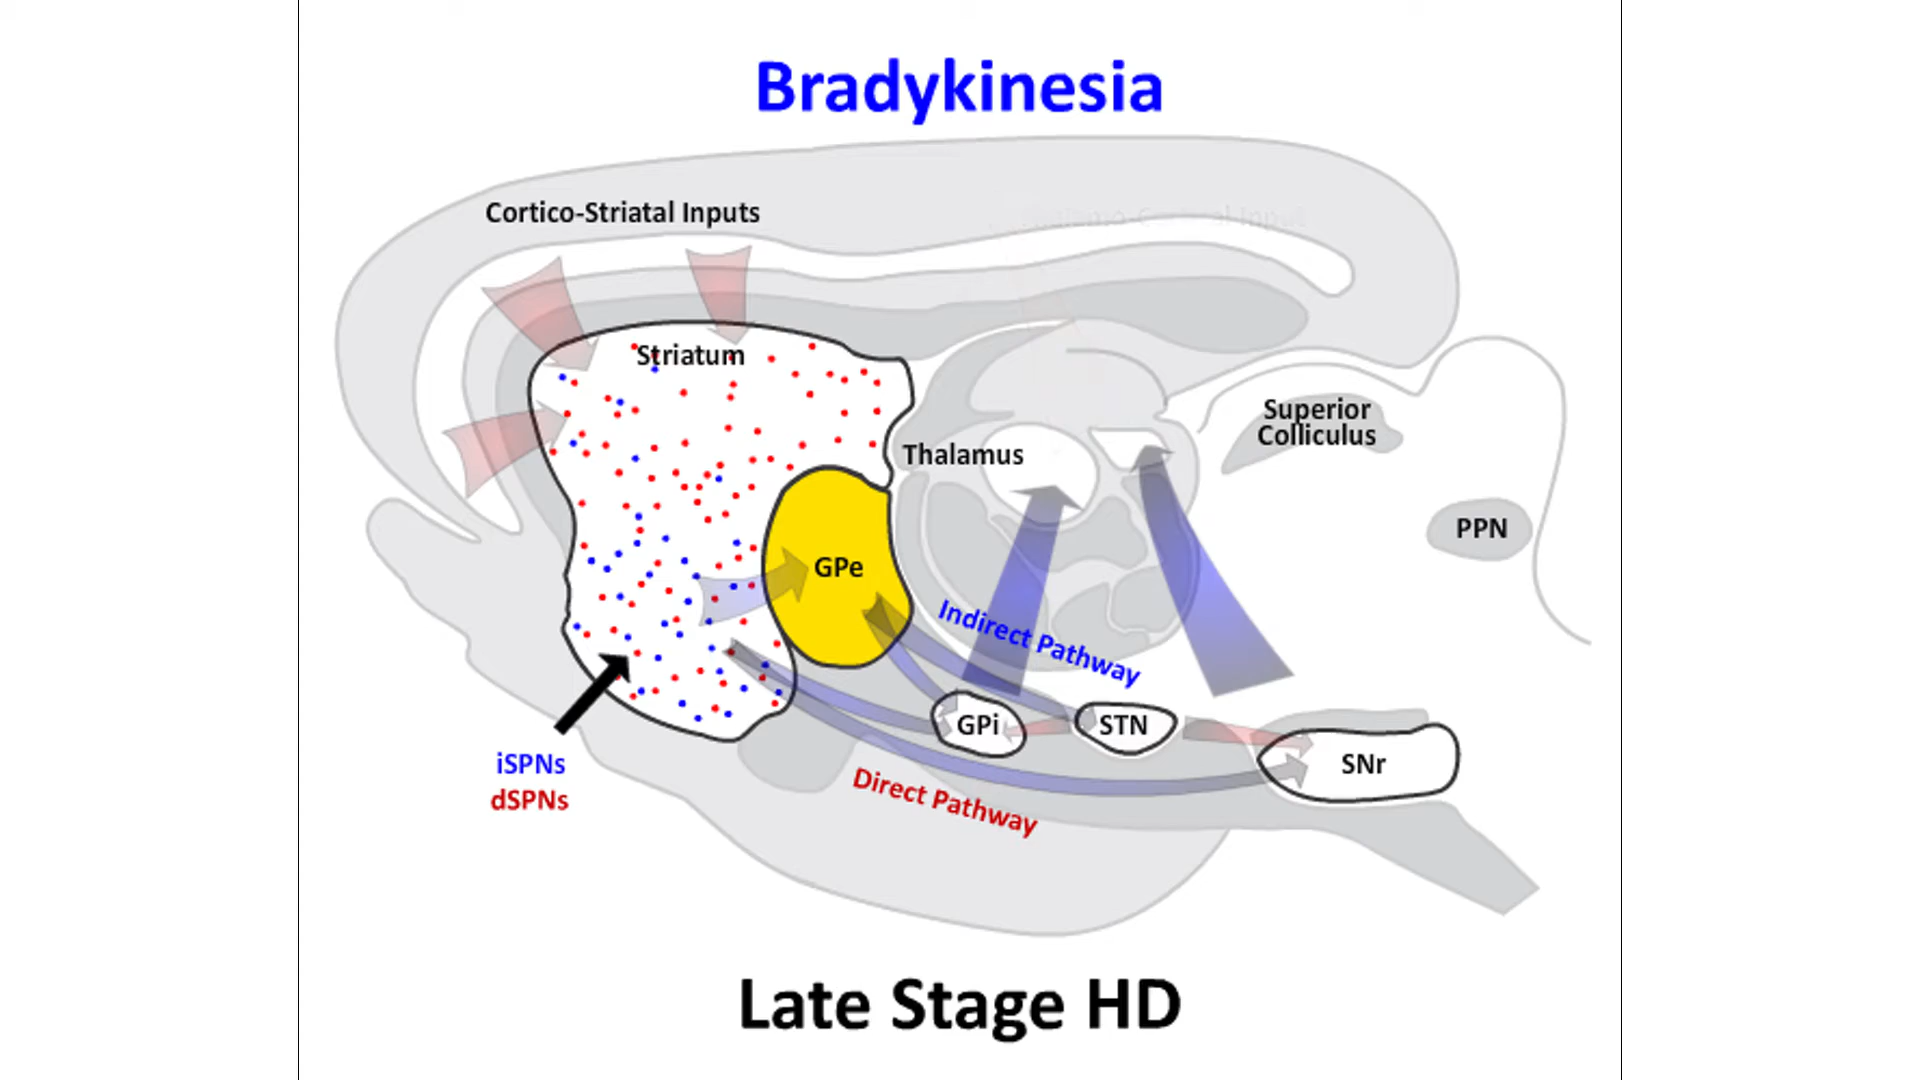 Bradykinesia
Cortico-Striatal Inputs
Striatum
Superior
Colliculus
Thalamus
PPN
GPe
Indirect Pathway
GPi
STN
SNr
iSPNs
dSPNs
Direct Pathway
Late Stage HD